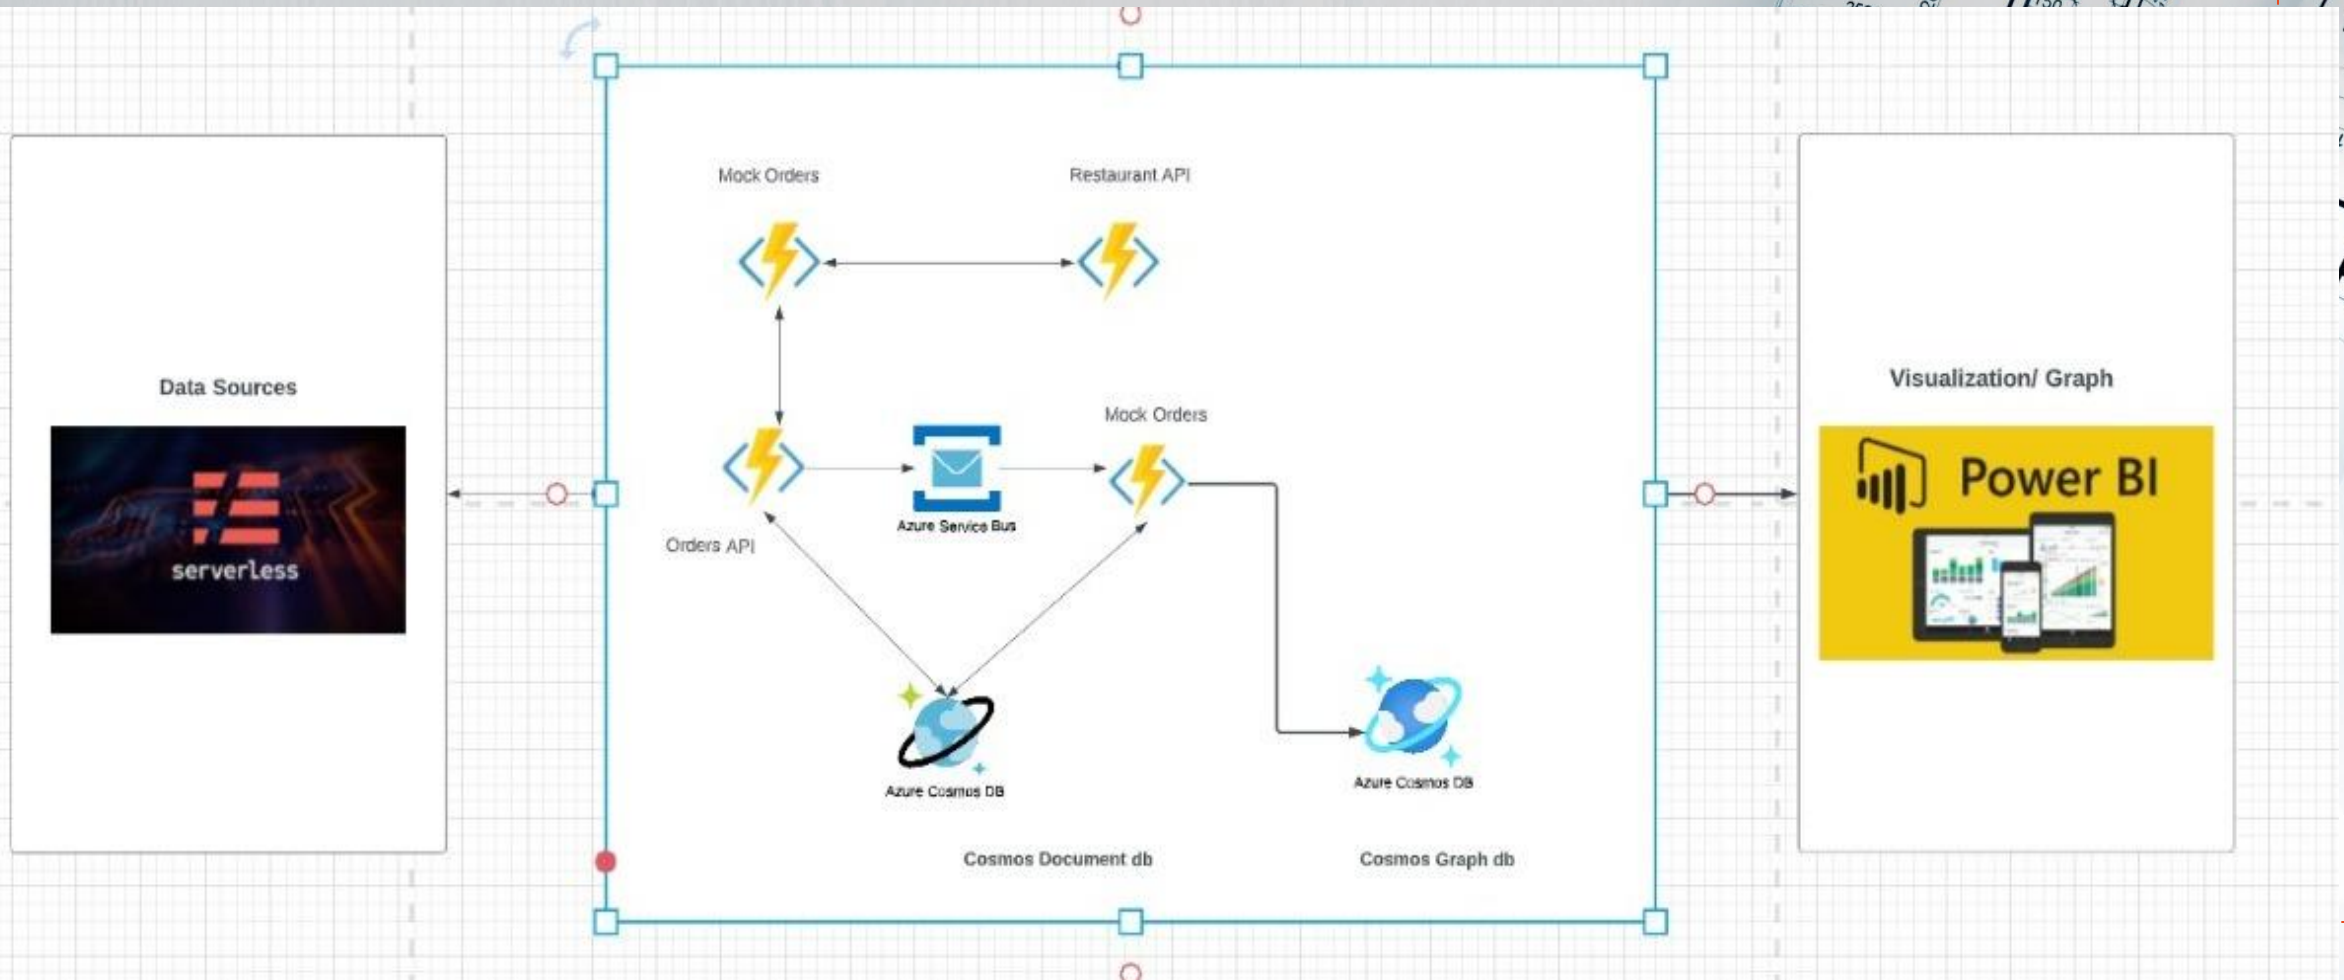 Mock Orders
Restaurant API
Data Sources
serverless
Mock Orders
Azure Service Bus
Orders API
Azure Cosmos DB
Azure Cosmos DB
Cosmos Document db
Cosmos Graph db
Visualization/ Graph
Power BI